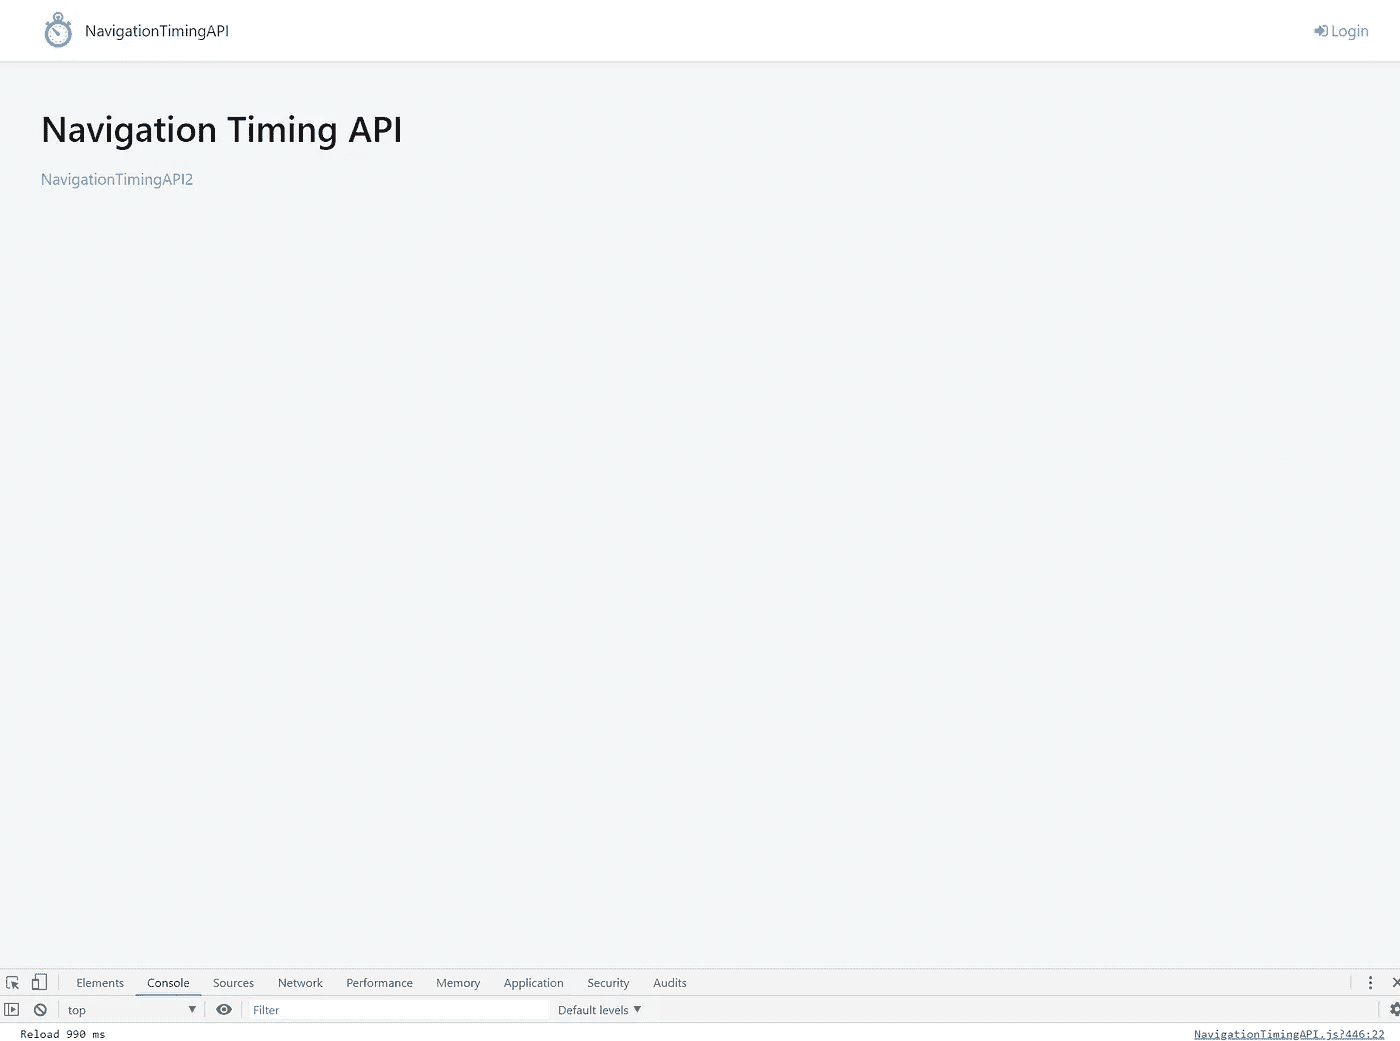 NavigationTimingAPI
Login
Navigation Timing API
NavigationTimingAPI2
Elements Console Sources Network Performance Memory Application Security Audits
top Filter Default levels
Reload 990 ms NavigationTimingAPI.js?446:22